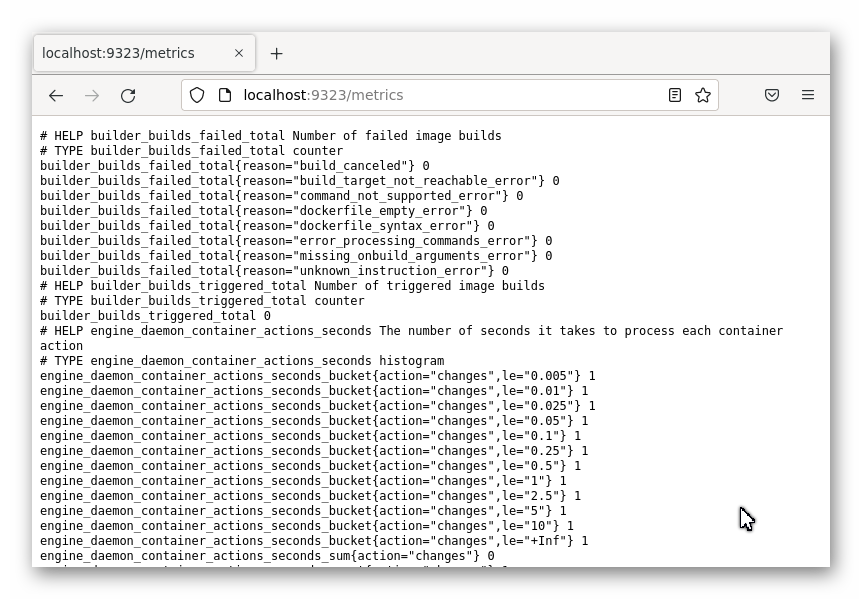 localhost:9323/metrics
localhost:9323/metrics
# HELP builder_builds_failed_total Number of failed image builds
# TYPE builder_builds_failed_total counter
builder_builds_failed_total{reason="build_canceled"} 0
builder_builds_failed_total{reason="build_target_not_reachable_error"} 0
builder_builds_failed_total{reason="command_not_supported_error"} 0
builder_builds_failed_total{reason="dockerfile_empty_error"} 0
builder_builds_failed_total{reason="dockerfile_syntax_error"} 0
builder_builds_failed_total{reason="error_processing_commands_error"} 0
builder_builds_failed_total{reason="missing_onbuild_arguments_error"} 0
builder_builds_failed_total{reason="unknown_instruction_error"} 0
# HELP builder_builds_triggered_total Number of triggered image builds
# TYPE builder_builds_triggered_total counter
builder_builds_triggered_total 0
# HELP engine_daemon_container_actions_seconds The number of seconds it takes to process each container
action
# TYPE engine_daemon_container_actions_seconds histogram
engine_daemon_container_actions_seconds_bucket{action="changes",le="0.005"} 1
engine_daemon_container_actions_seconds_bucket{action="changes",le="0.01"} 1
engine_daemon_container_actions_seconds_bucket{action="changes",le="0.025"} 1
engine_daemon_container_actions_seconds_bucket{action="changes",le="0.05"} 1
engine_daemon_container_actions_seconds_bucket{action="changes",le="0.1"} 1
engine_daemon_container_actions_seconds_bucket{action="changes",le="0.25"} 1
engine_daemon_container_actions_seconds_bucket{action="changes",le="0.5"} 1
engine_daemon_container_actions_seconds_bucket{action="changes",le="1"} 1
engine_daemon_container_actions_seconds_bucket{action="changes",le="2.5"} 1
engine_daemon_container_actions_seconds_bucket{action="changes",le="5"} 1
engine_daemon_container_actions_seconds_bucket{action="changes",le="10"} 1
engine_daemon_container_actions_seconds_bucket{action="changes",le="+Inf"} 1
engine_daemon_container_actions_seconds_sum{action="changes"} 0